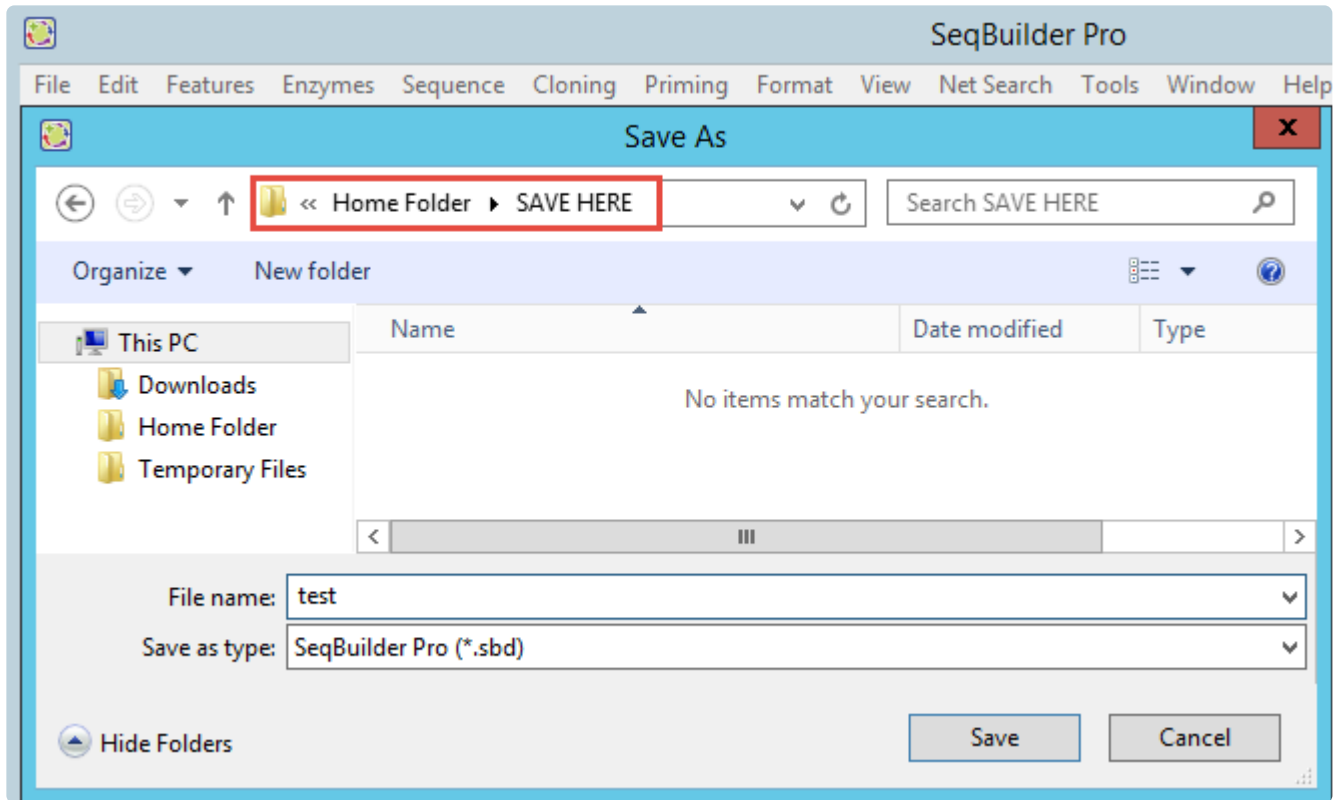 SeqBuilder Pro
File Edit Features Enzymes Sequence Cloning Priming Format View Net Search Tools Window Help
Save As
x
« Home Folder SAVE HERE Search SAVE HERE
Organize New folder ?
Name Date modified Type
This PC
Downloads
Home Folder
Temporary Files
No items match your search.
File name: test
Save as type: SeqBuilder Pro (*.sbd)
Hide Folders Save Cancel